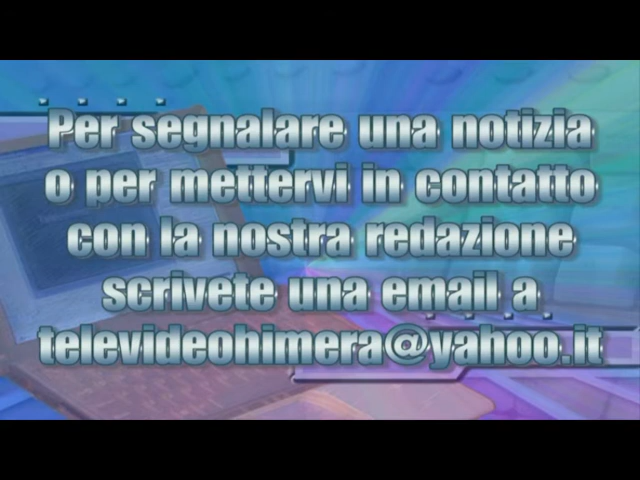 Per segnalare una notizia
o per mettervi in contatto
con la nostra redazione
scrivete una email a
televideohimera@yahoo.it